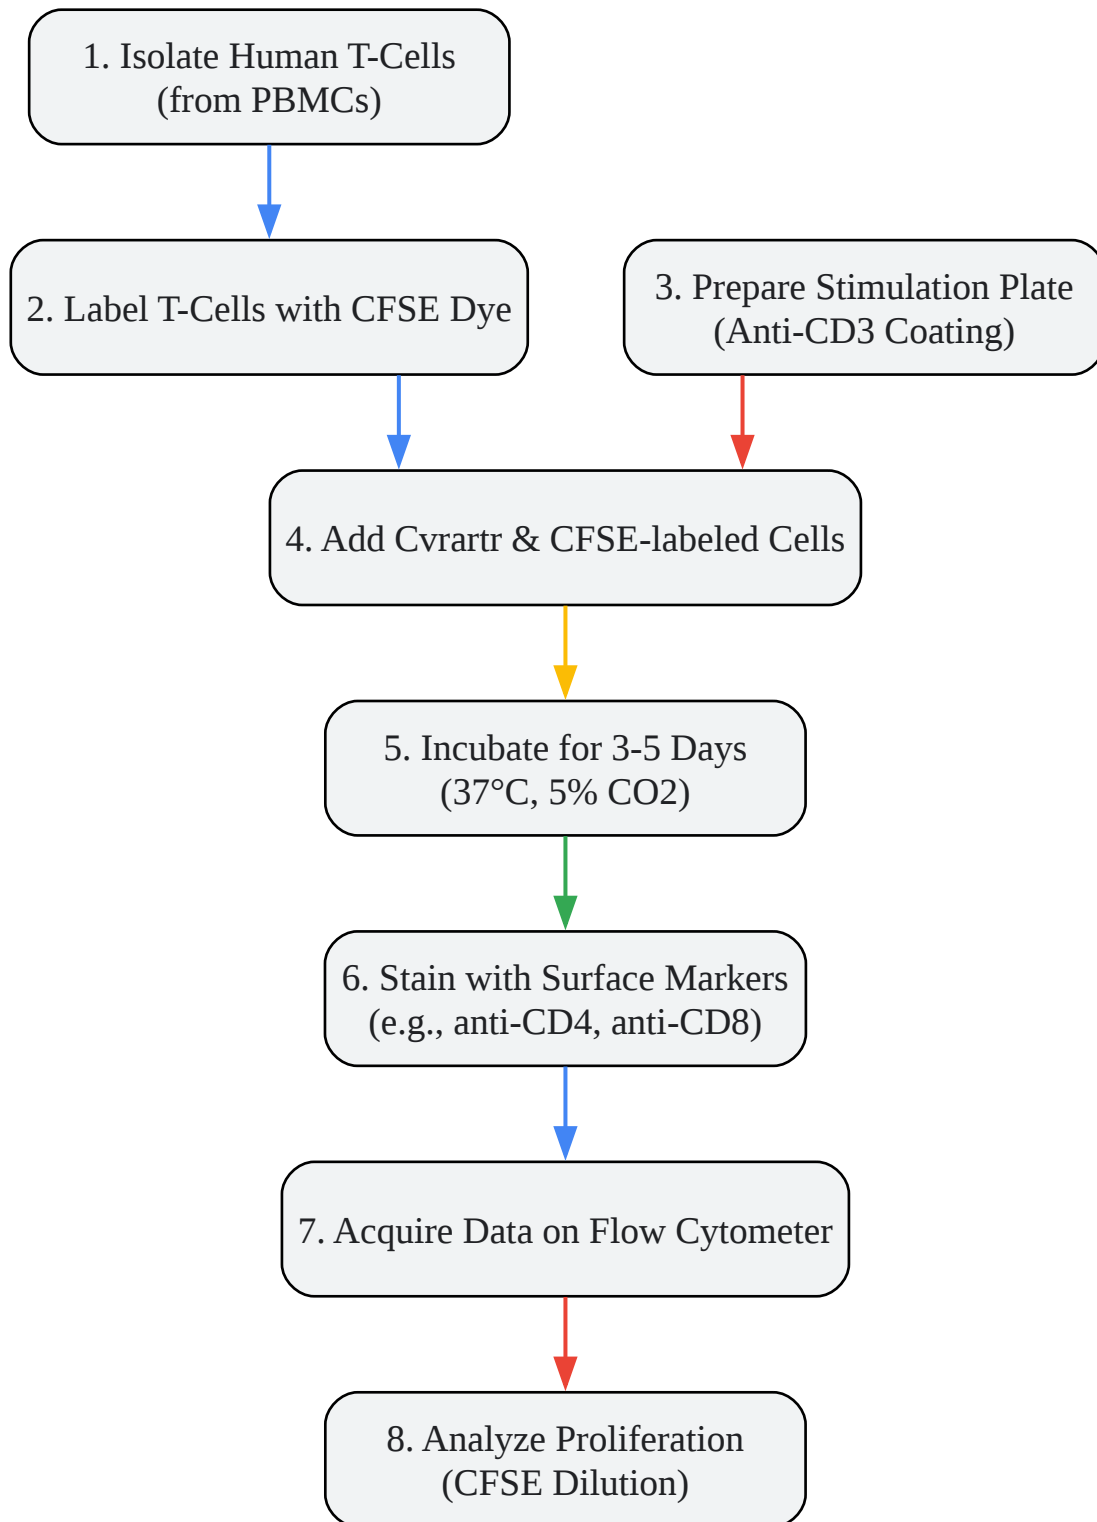 1. Isolate Human T-Cells
(from PBMCs)
2. Label T-Cells with CFSE Dye
3. Prepare Stimulation Plate
(Anti-CD3 Coating)
4. Add Cvrartr & CFSE-labeled Cells
5. Incubate for 3-5 Days
(37°C, 5% CO2)
6. Stain with Surface Markers
(e.g., anti-CD4, anti-CD8)
7. Acquire Data on Flow Cytometer
8. Analyze Proliferation
(CFSE Dilution)